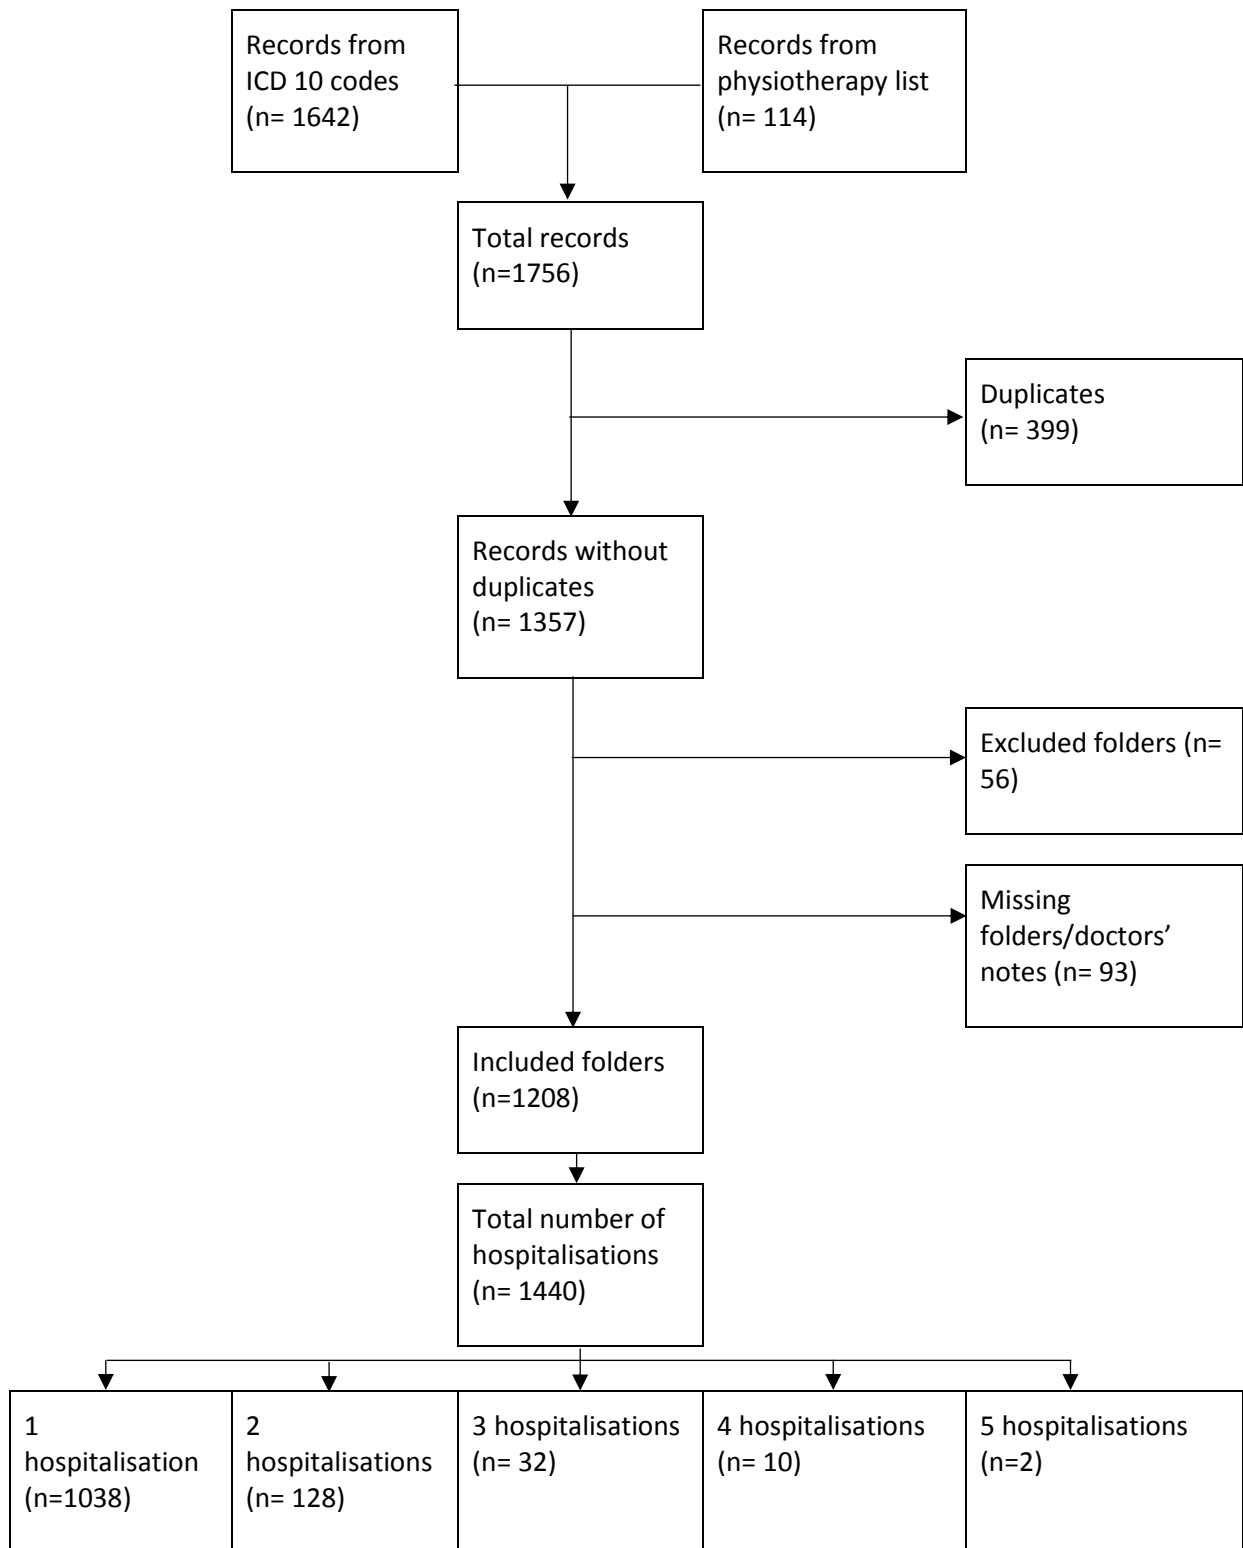 Records from
ICD 10 codes
(n= 1642)
Records from
physiotherapy list
(n= 114)
Total records
(n=1756)
Duplicates
(n= 399)
Records without
duplicates
(n= 1357)
Excluded folders (n=
56)
Missing
folders/doctors’
notes (n= 93)
Included folders
(n=1208)
Total number of
hospitalisations
(n= 1440)
1
hospitalisation
(n=1038)
2
hospitalisations
(n= 128)
3 hospitalisations
(n= 32)
4 hospitalisations
(n= 10)
5 hospitalisations
(n=2)